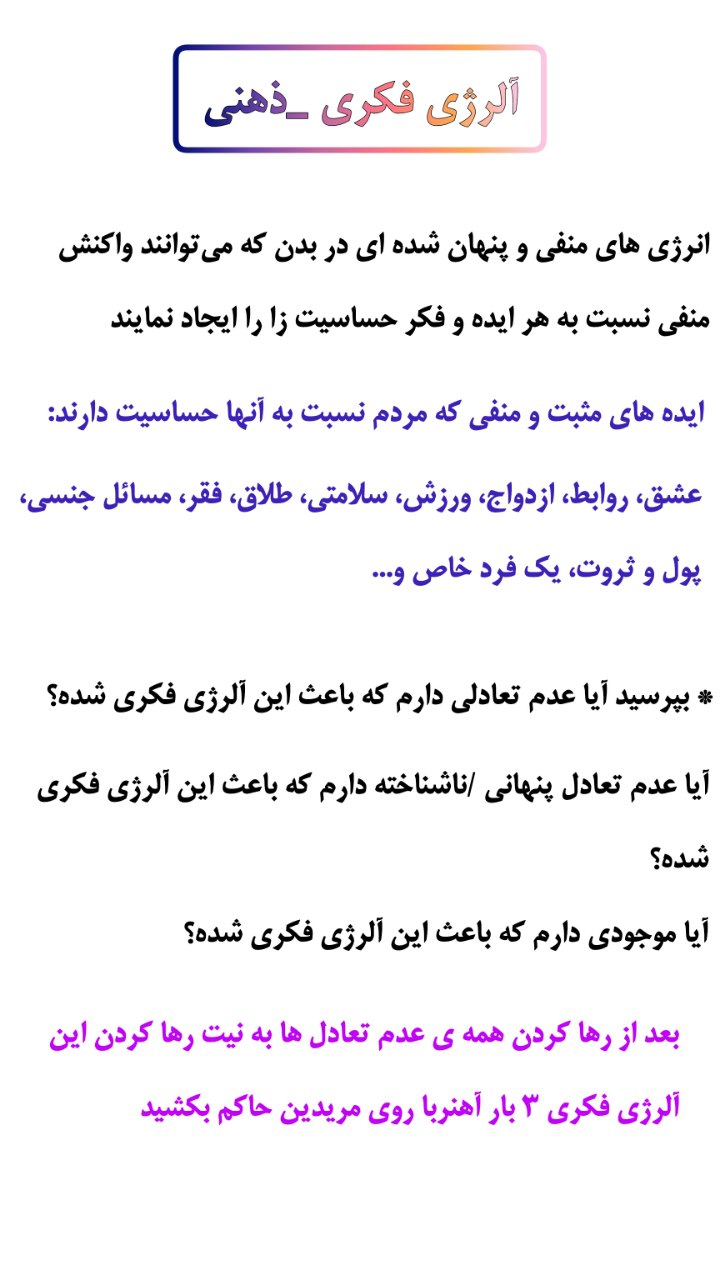 آلرژی فکری _ذهنی
انرژی های منفی و پنهان شده ای در بدن که می‌توانند واکنش
منفی نسبت به هر ایده و فکر حساسیت زا را ایجاد نمایند
ایده های مثبت و منفی که مردم نسبت به آنها حساسیت دارند:
عشق، روابط، ازدواج، ورزش، سلامتی، طلاق، فقر، مسائل جنسی،
پول و ثروت، یک فرد خاص و...
* بپرسید آیا عدم تعادلی دارم که باعث این آلرژی فکری شده؟
آیا عدم تعادل پنهانی /ناشناخته دارم که باعث این آلرژی فکری
شده؟
آیا موجودی دارم که باعث این آلرژی فکری شده؟
بعد از رها کردن همه ی عدم تعادل ها به نیت رها کردن این
آلرژی فکری ۳ بار آهنربا روی مریدین حاکم بکشید